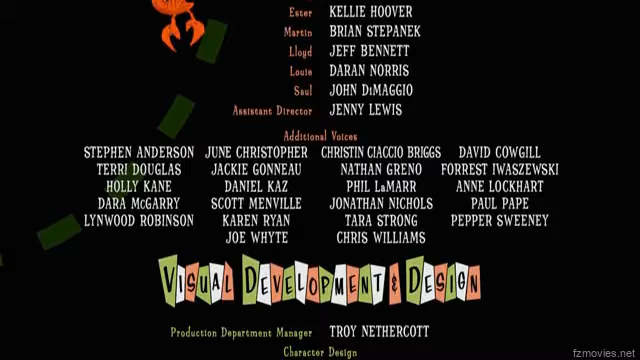 Ester KELLIE HOOVER
Martin BRIAN STEPANEK
Lloyd JEFF BENNETT
Louie DARAN NORRIS
Saul JOHN DiMAGGIO
Assistant Director JENNY LEWIS
Additional Voices
STEPHEN ANDERSON JUNE CHRISTOPHER CHRISTIN CIACCIO BRIGGS DAVID COWGILL
TERRI DOUGLAS JACKIE GONNEAU NATHAN GRENO FORREST IWASZEWSKI
HOLLY KANE DANIEL KAZ PHIL LaMARR ANNE LOCKHART
DARA McGARRY SCOTT MENVILLE JONATHAN NICHOLS PAUL PAPE
LYNWOOD ROBINSON KAREN RYAN TARA STRONG PEPPER SWEENEY
JOE WHYTE CHRIS WILLIAMS
VISUAL DEVELOPMENT & DESIGN
Production Department Manager TROY NETHERCOTT
Character Design
fzmovies.net